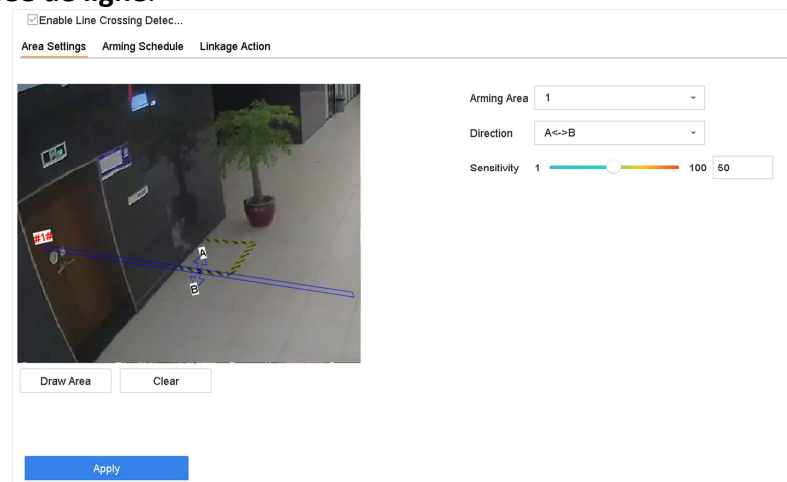 Enable Line Crossing Detec...
Area Settings Arming Schedule Linkage Action
Arming Area 1
Direction A<->B
Sensitivity 1 100 50
#1#
A
B
Draw Area Clear
Apply